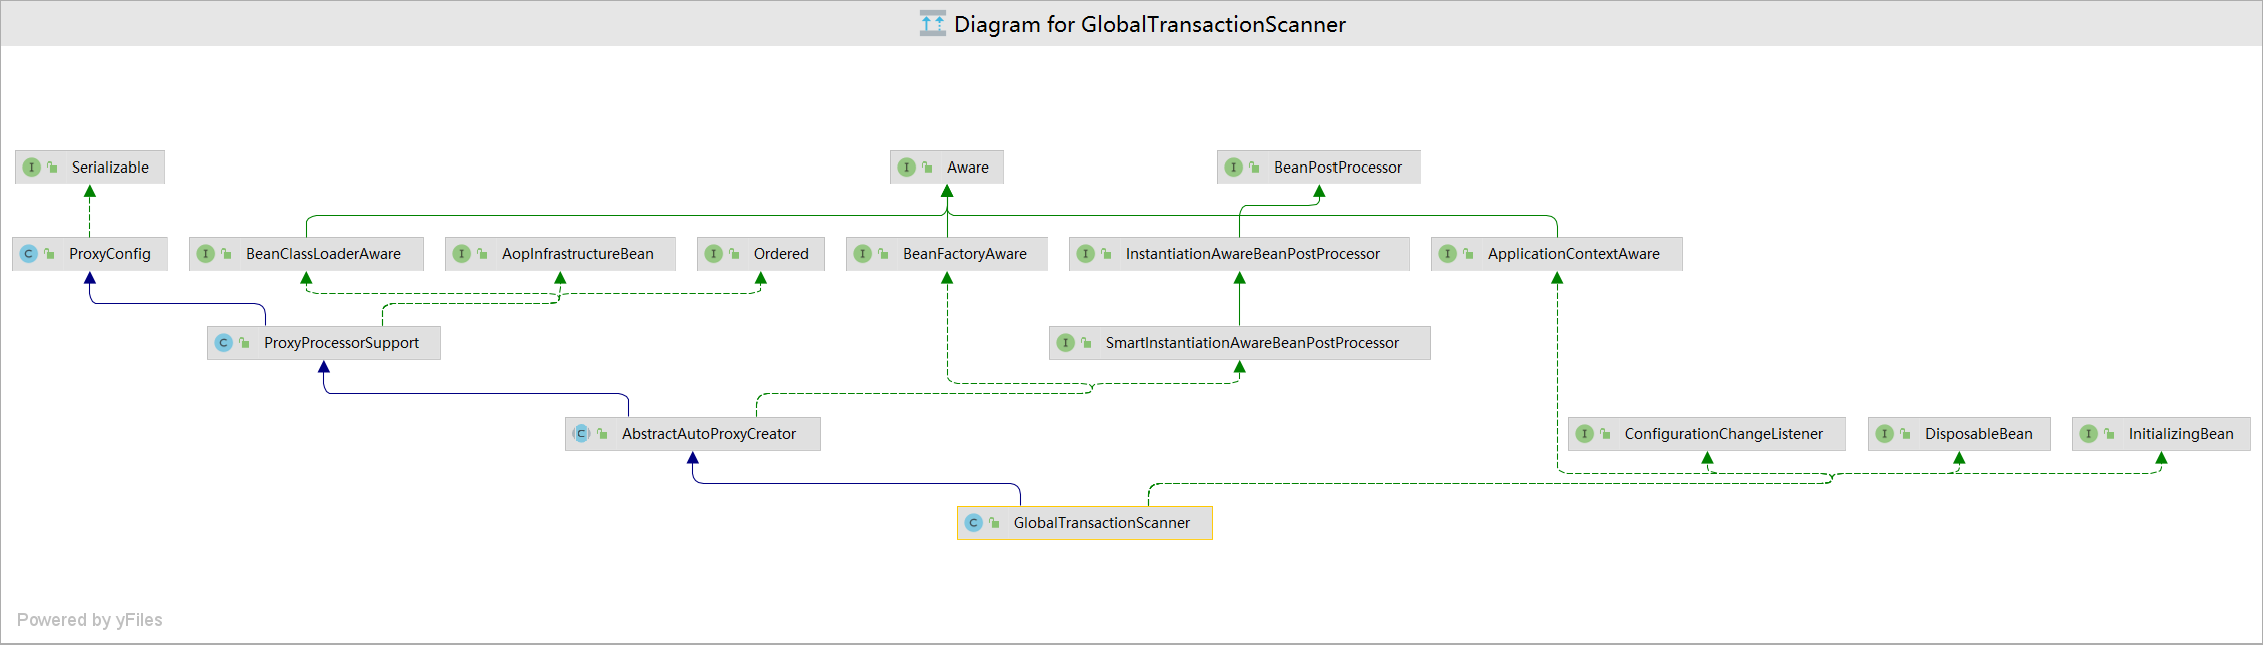 Diagram for GlobalTransactionScanner
I Serializable
I Aware
I BeanPostProcessor
C ProxyConfig
I BeanClassLoaderAware
I AopInfrastructureBean
I Ordered
I BeanFactoryAware
I InstantiationAwareBeanPostProcessor
I ApplicationContextAware
C ProxyProcessorSupport
I SmartInstantiationAwareBeanPostProcessor
C AbstractAutoProxyCreator
I ConfigurationChangeListener
I DisposableBean
I InitializingBean
C GlobalTransactionScanner
Powered by yFiles